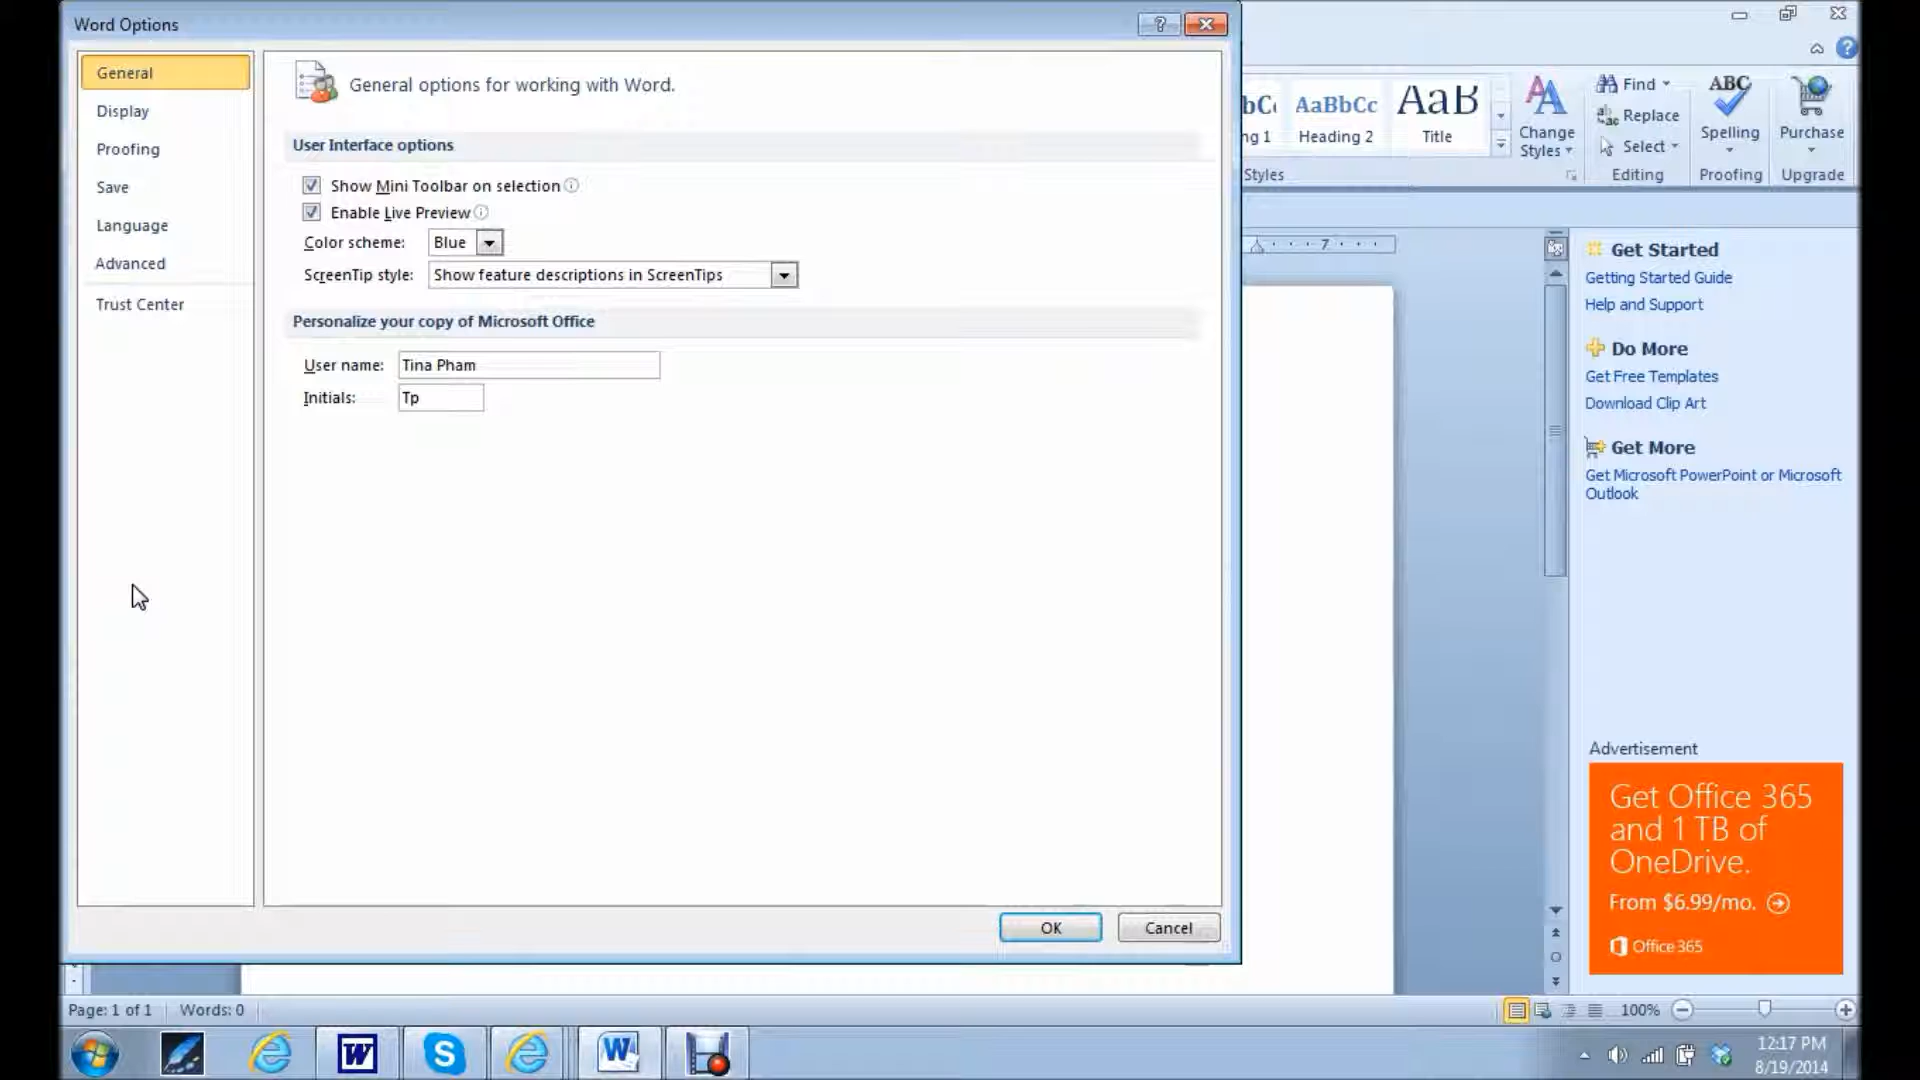 Word Options
General
Display
Proofing
Save
Language
Advanced
Trust Center
General options for working with Word.
User Interface options
Show Mini Toolbar on selection
Enable Live Preview
Color scheme: Blue
ScreenTip style: Show feature descriptions in ScreenTips
Personalize your copy of Microsoft Office
User name: Tina Pham
Initials: Tp
OK
Cancel
AaBbCc
AaB
Heading 2
Title
Change
Styles
Find
Replace
Select
ABC
Spelling
Purchase
Styles
Editing
Proofing
Upgrade
7
Get Started
Getting Started Guide
Help and Support
Do More
Get Free Templates
Download Clip Art
Get More
Get Microsoft PowerPoint or Microsoft
Outlook
Advertisement
Get Office 365
and 1 TB of
OneDrive.
From $6.99/mo.
Office 365
Page: 1 of 1
Words: 0
100%
12:17 PM
8/19/2014